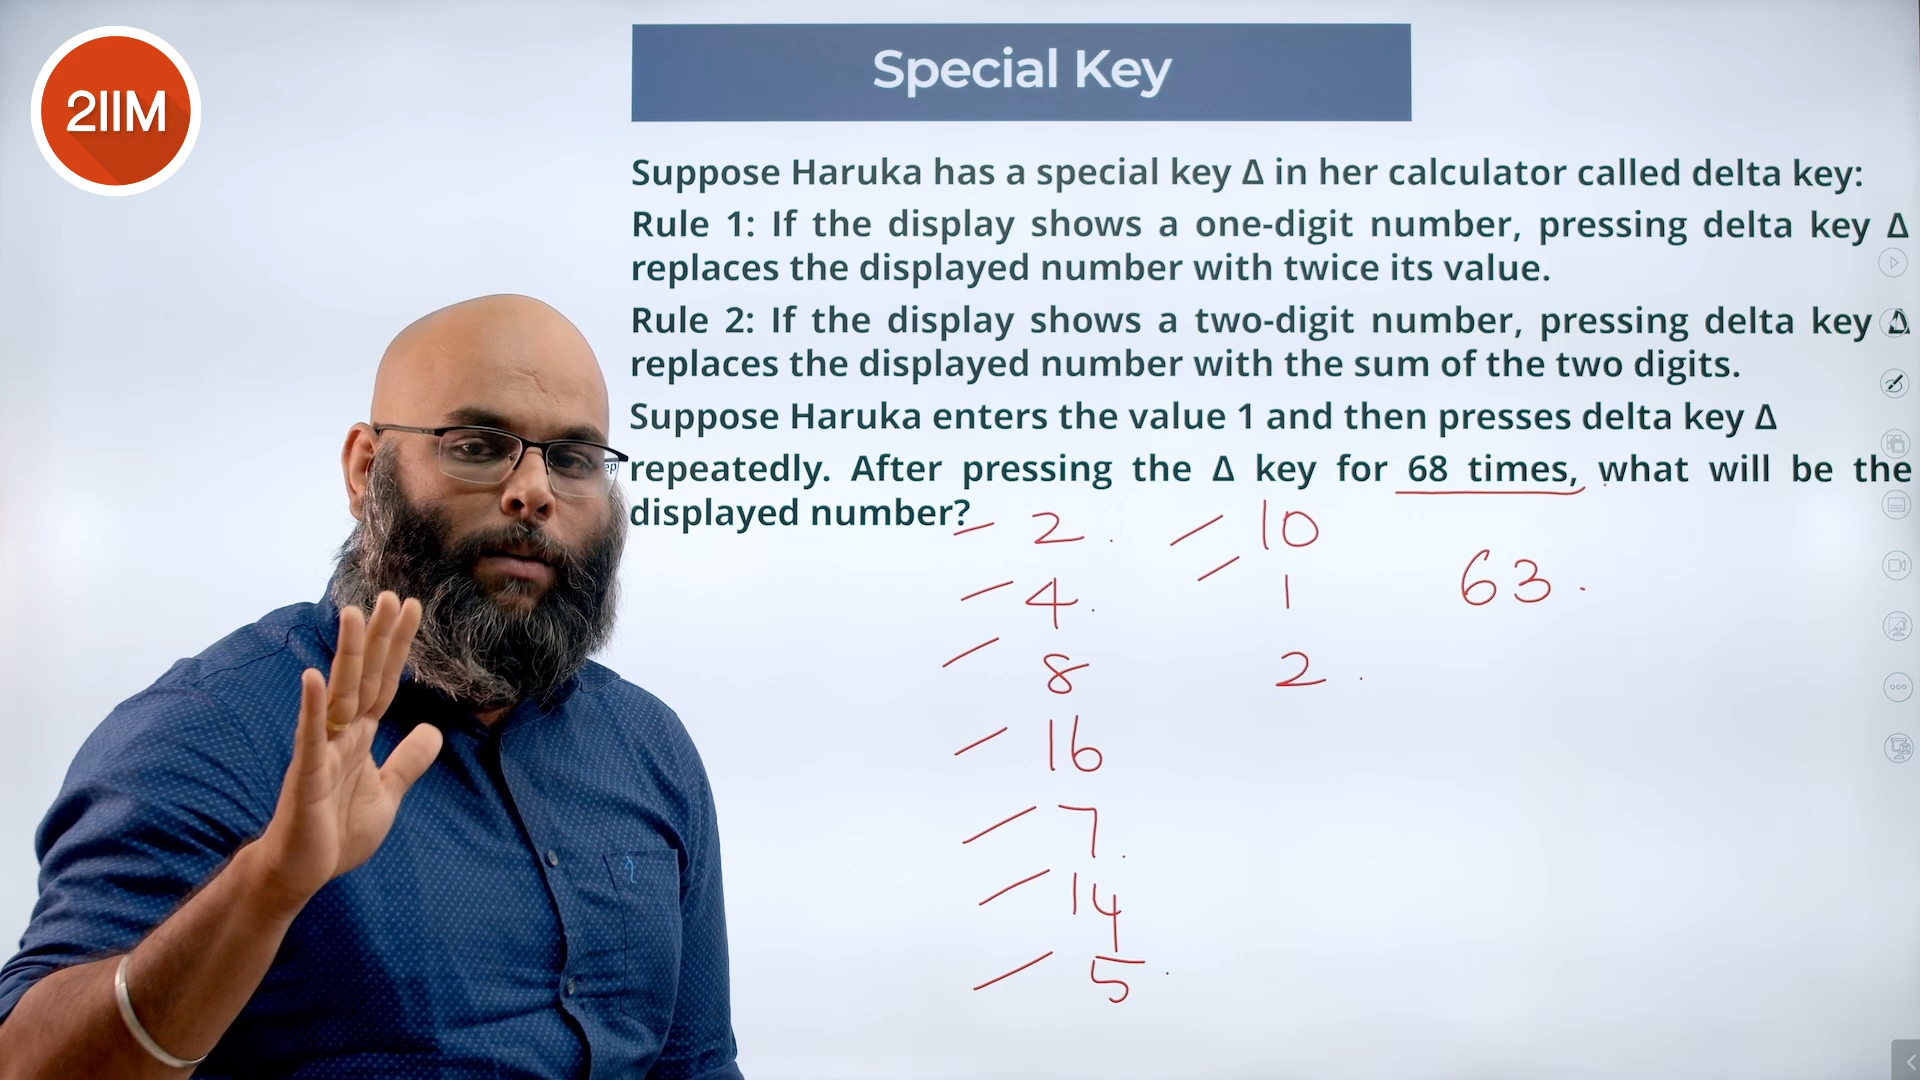 2IIM
Special Key
Suppose Haruka has a special key Δ in her calculator called delta key:
Rule 1: If the display shows a one-digit number, pressing delta key Δ
replaces the displayed number with twice its value.
Rule 2: If the display shows a two-digit number, pressing delta key Δ
replaces the displayed number with the sum of the two digits.
Suppose Haruka enters the value 1 and then presses delta key Δ
repeatedly. After pressing the Δ key for 68 times, what will be the
displayed number?
2
4
8
16
7
14
5
10
1
2
63